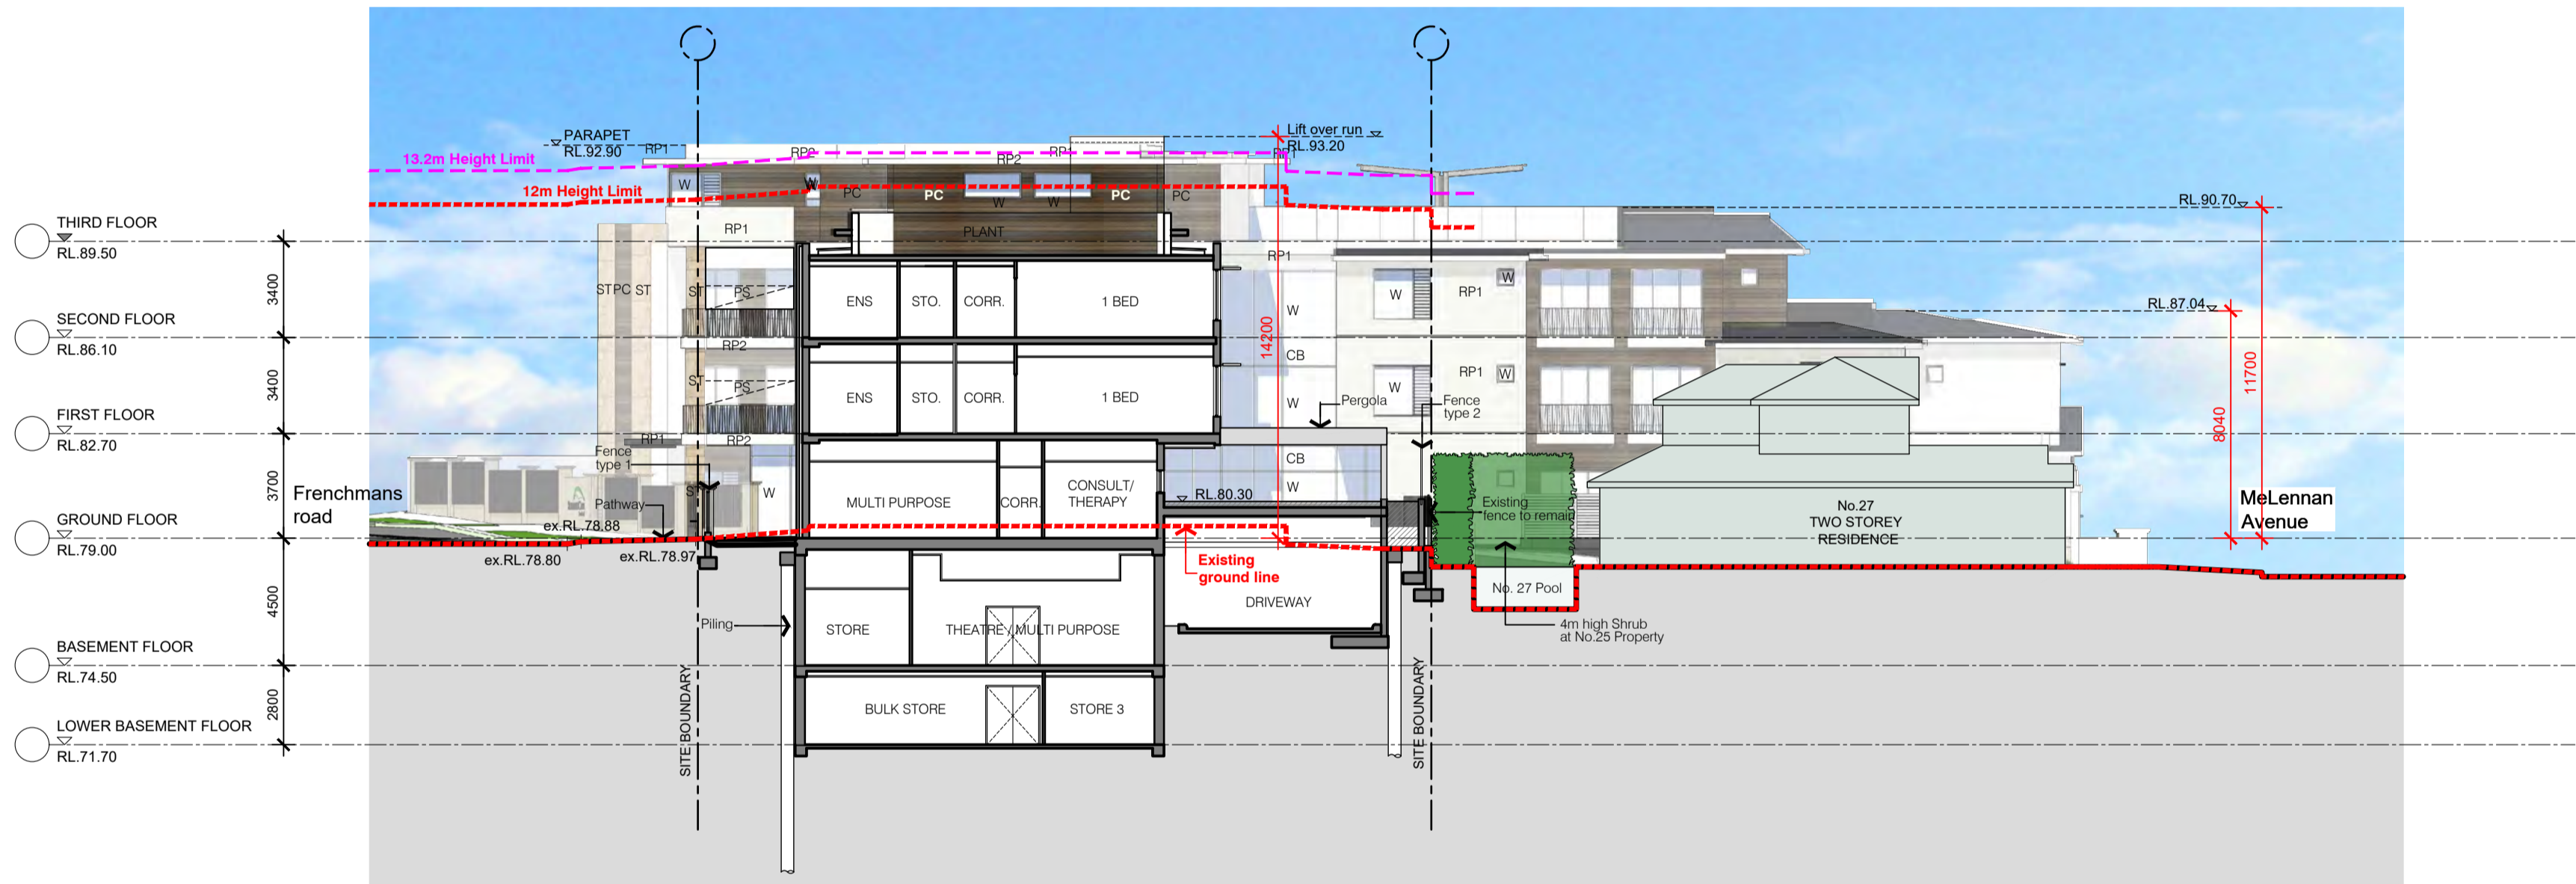 PARAPET
RL.92.90
13.2m Height Limit
12m Height Limit
Lift over run
RL.93.20
RP1
RP2
RP2
RP1
W
W
PC
PC
W
W
PC
PC
RL.90.70
THIRD FLOOR
RL.89.50
RP1
PLANT
RP1
3400
ST PC ST
ST
PS
ENS
STO.
CORR.
1 BED
W
W
RP1
W
RL.87.04
SECOND FLOOR
RL.86.10
RP2
14200
CB
3400
ST
PS
ENS
STO.
CORR.
1 BED
W
W
RP1
W
Pergola
Fence
type 2
11700
8040
FIRST FLOOR
RL.82.70
RP1
RP2
Fence
type 1
CB
W
3700
Frenchmans
road
Pathway
ST
W
MULTI PURPOSE
CORR.
CONSULT/
THERAPY
RL.80.30
Existing
fence to remain
No.27
TWO STOREY
RESIDENCE
MeLennan
Avenue
GROUND FLOOR
RL.79.00
ex.RL.78.88
ex.RL.78.80
ex.RL.78.97
Existing
ground line
No. 27 Pool
4500
Piling
STORE
THEATRE / MULTI PURPOSE
DRIVEWAY
4m high Shrub
at No.25 Property
BASEMENT FLOOR
RL.74.50
2800
BULK STORE
STORE 3
SITE BOUNDARY
SITE BOUNDARY
LOWER BASEMENT FLOOR
RL.71.70